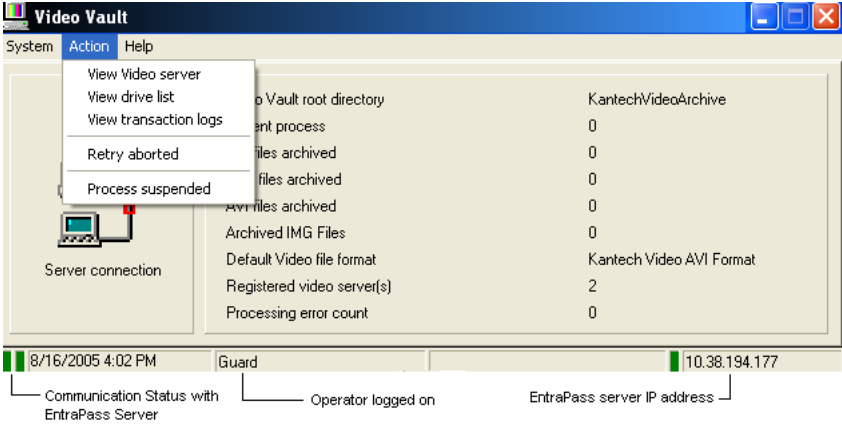 Video Vault
System Action Help
View Video server
View drive list
View transaction logs
Retry aborted
Process suspended
Server connection
o Vault root directory KantechVideoArchive
ent process 0
files archived 0
files archived 0
AVI files archived 0
Archived IMG Files 0
Default Video file format Kantech Video AVI Format
Registered video server(s) 2
Processing error count 0
8/16/2005 4:02 PM Guard 10.38.194.177
Communication Status with
EntraPass Server
Operator logged on
EntraPass server IP address